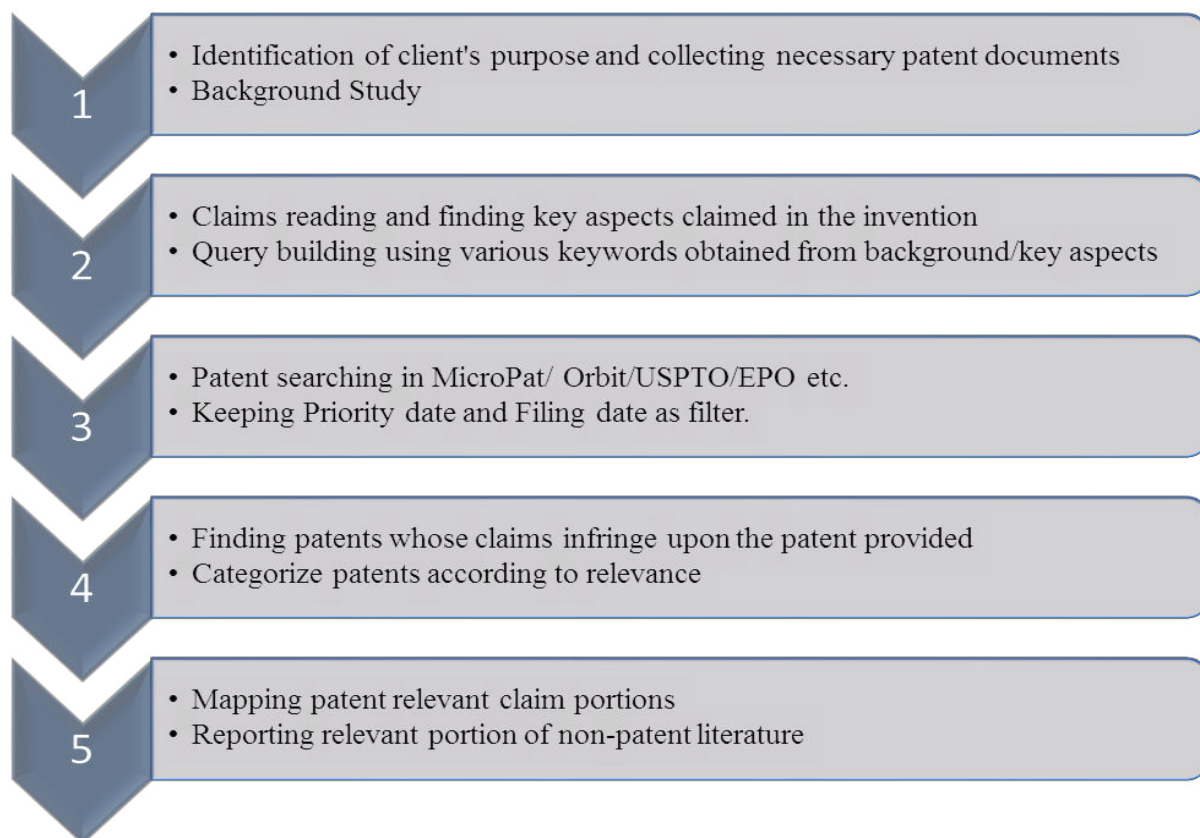 1
• Identification of client's purpose and collecting necessary patent documents
• Background Study
2
• Claims reading and finding key aspects claimed in the invention
• Query building using various keywords obtained from background/key aspects
3
• Patent searching in MicroPat/ Orbit/USPTO/EPO etc.
• Keeping Priority date and Filing date as filter.
4
• Finding patents whose claims infringe upon the patent provided
• Categorize patents according to relevance
5
• Mapping patent relevant claim portions
• Reporting relevant portion of non-patent literature